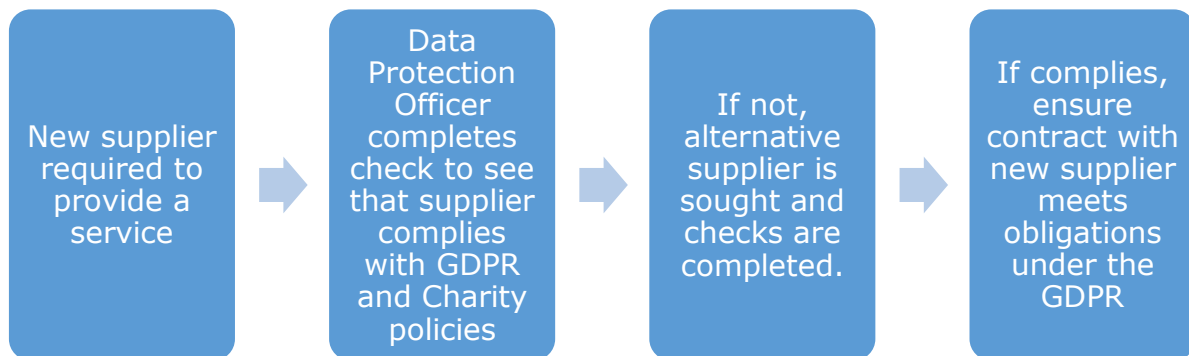 New supplier
required to
provide a
service
Data
Protection
Officer
completes
check to see
that supplier
complies
with GDPR
and Charity
policies
If not,
alternative
supplier is
sought and
checks are
completed.
If complies,
ensure
contract with
new supplier
meets
obligations
under the
GDPR